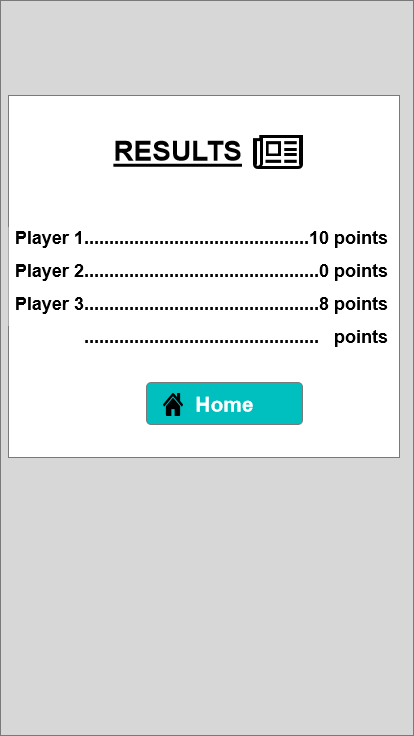 RESULTS
Player 1.............................................10 points
Player 2...............................................0 points
Player 3...............................................8 points
............................................... points
Home